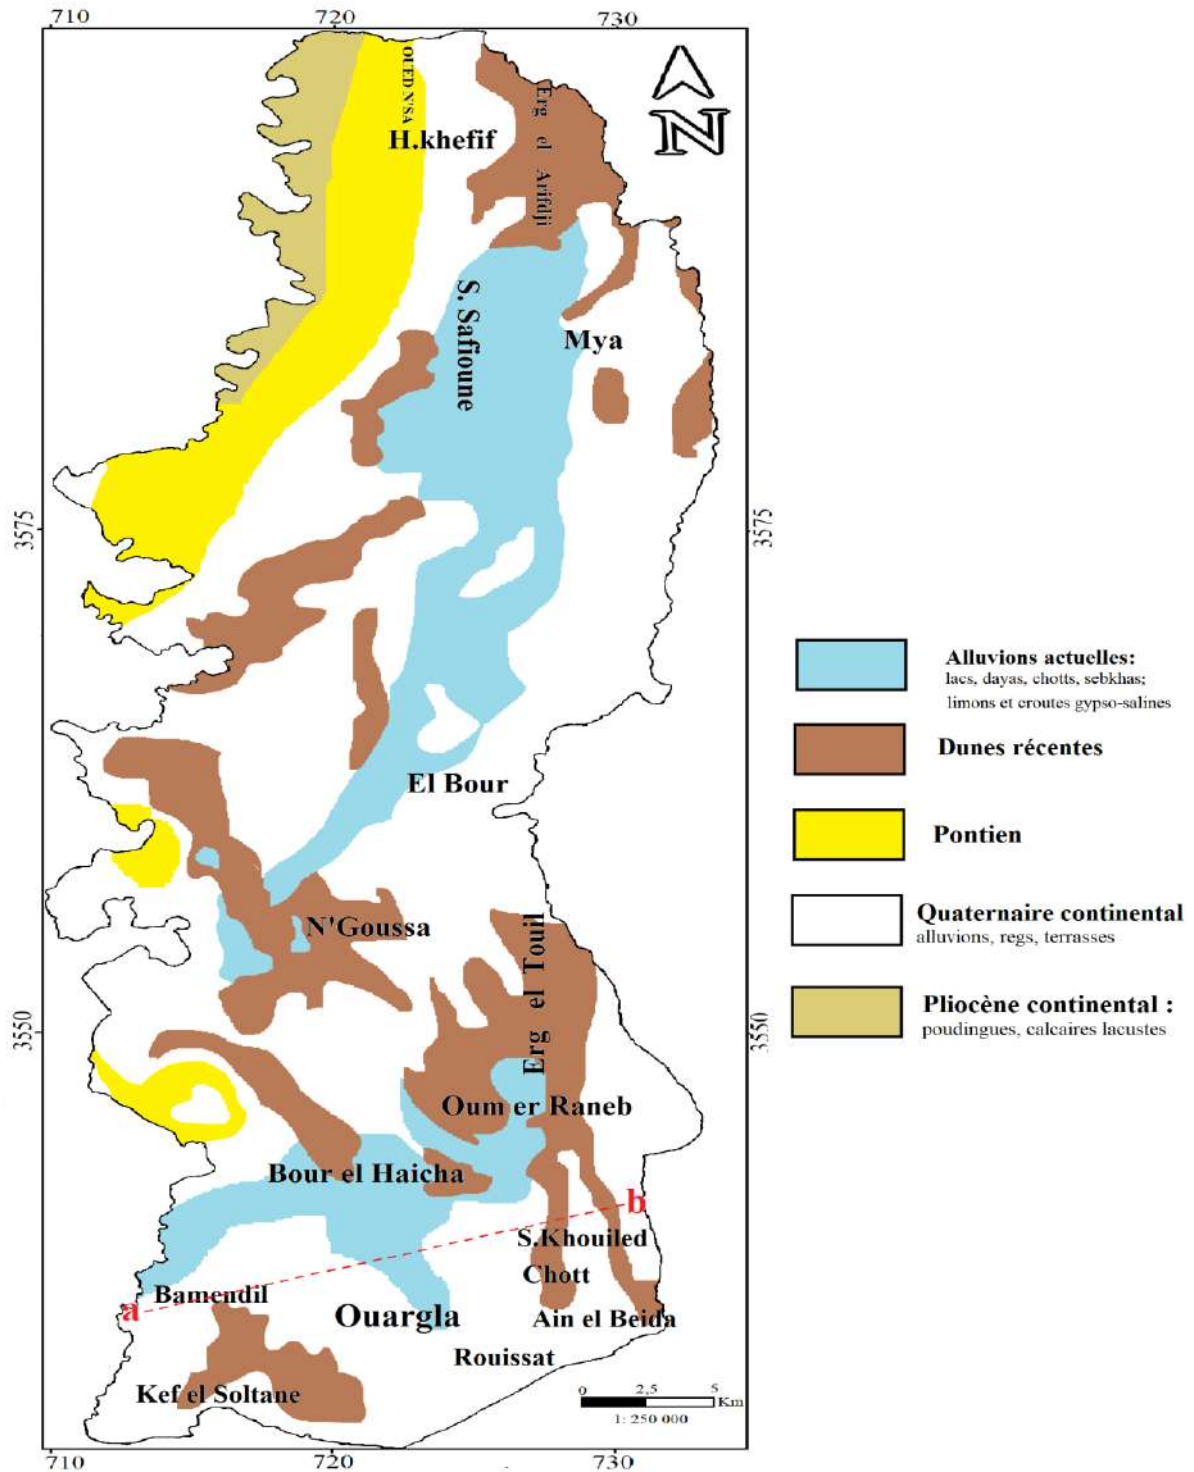 710 720 730
OUED N'SA
H.khefif
Erg el Arifdji
N
S. Safioune
Mya
3575 3575
El Bour
N'Goussa
Erg el Touil
3550 3550
Oum er Raneb
Bour el Haicha
b
S.Khouiled
Chott
Bamendil
a
Ouargla
Ain el Beida
Rouissat
Kef el Soltane
0 2,5 5
Km
1: 250 000
710 720 730
Alluvions actuelles:
lacs, dayas, chotts, sebkhas;
limons et croutes gypso-salines
Dunes récentes
Pontien
Quaternaire continental
alluvions, regs, terrasses
Pliocène continental :
poudingues, calcaires lacustes